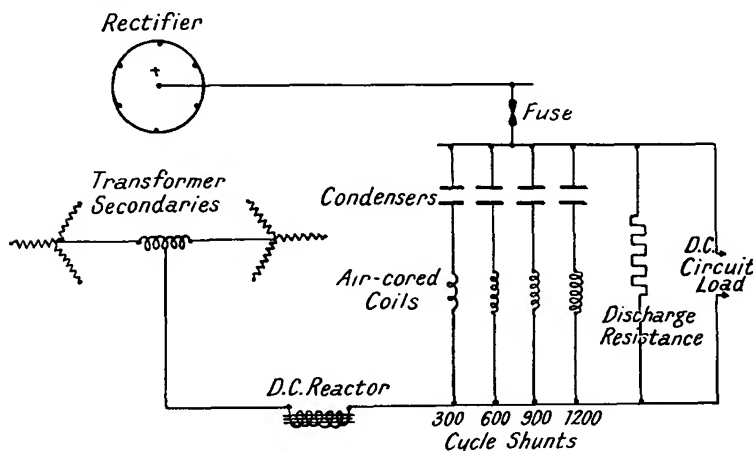 Rectifier
+
Fuse
Transformer
Secondaries
Condensers
Air-cored
Coils
D.C.
Circuit
Load
Discharge
Resistance
D.C. Reactor
300 600 900 1200
Cycle Shunts